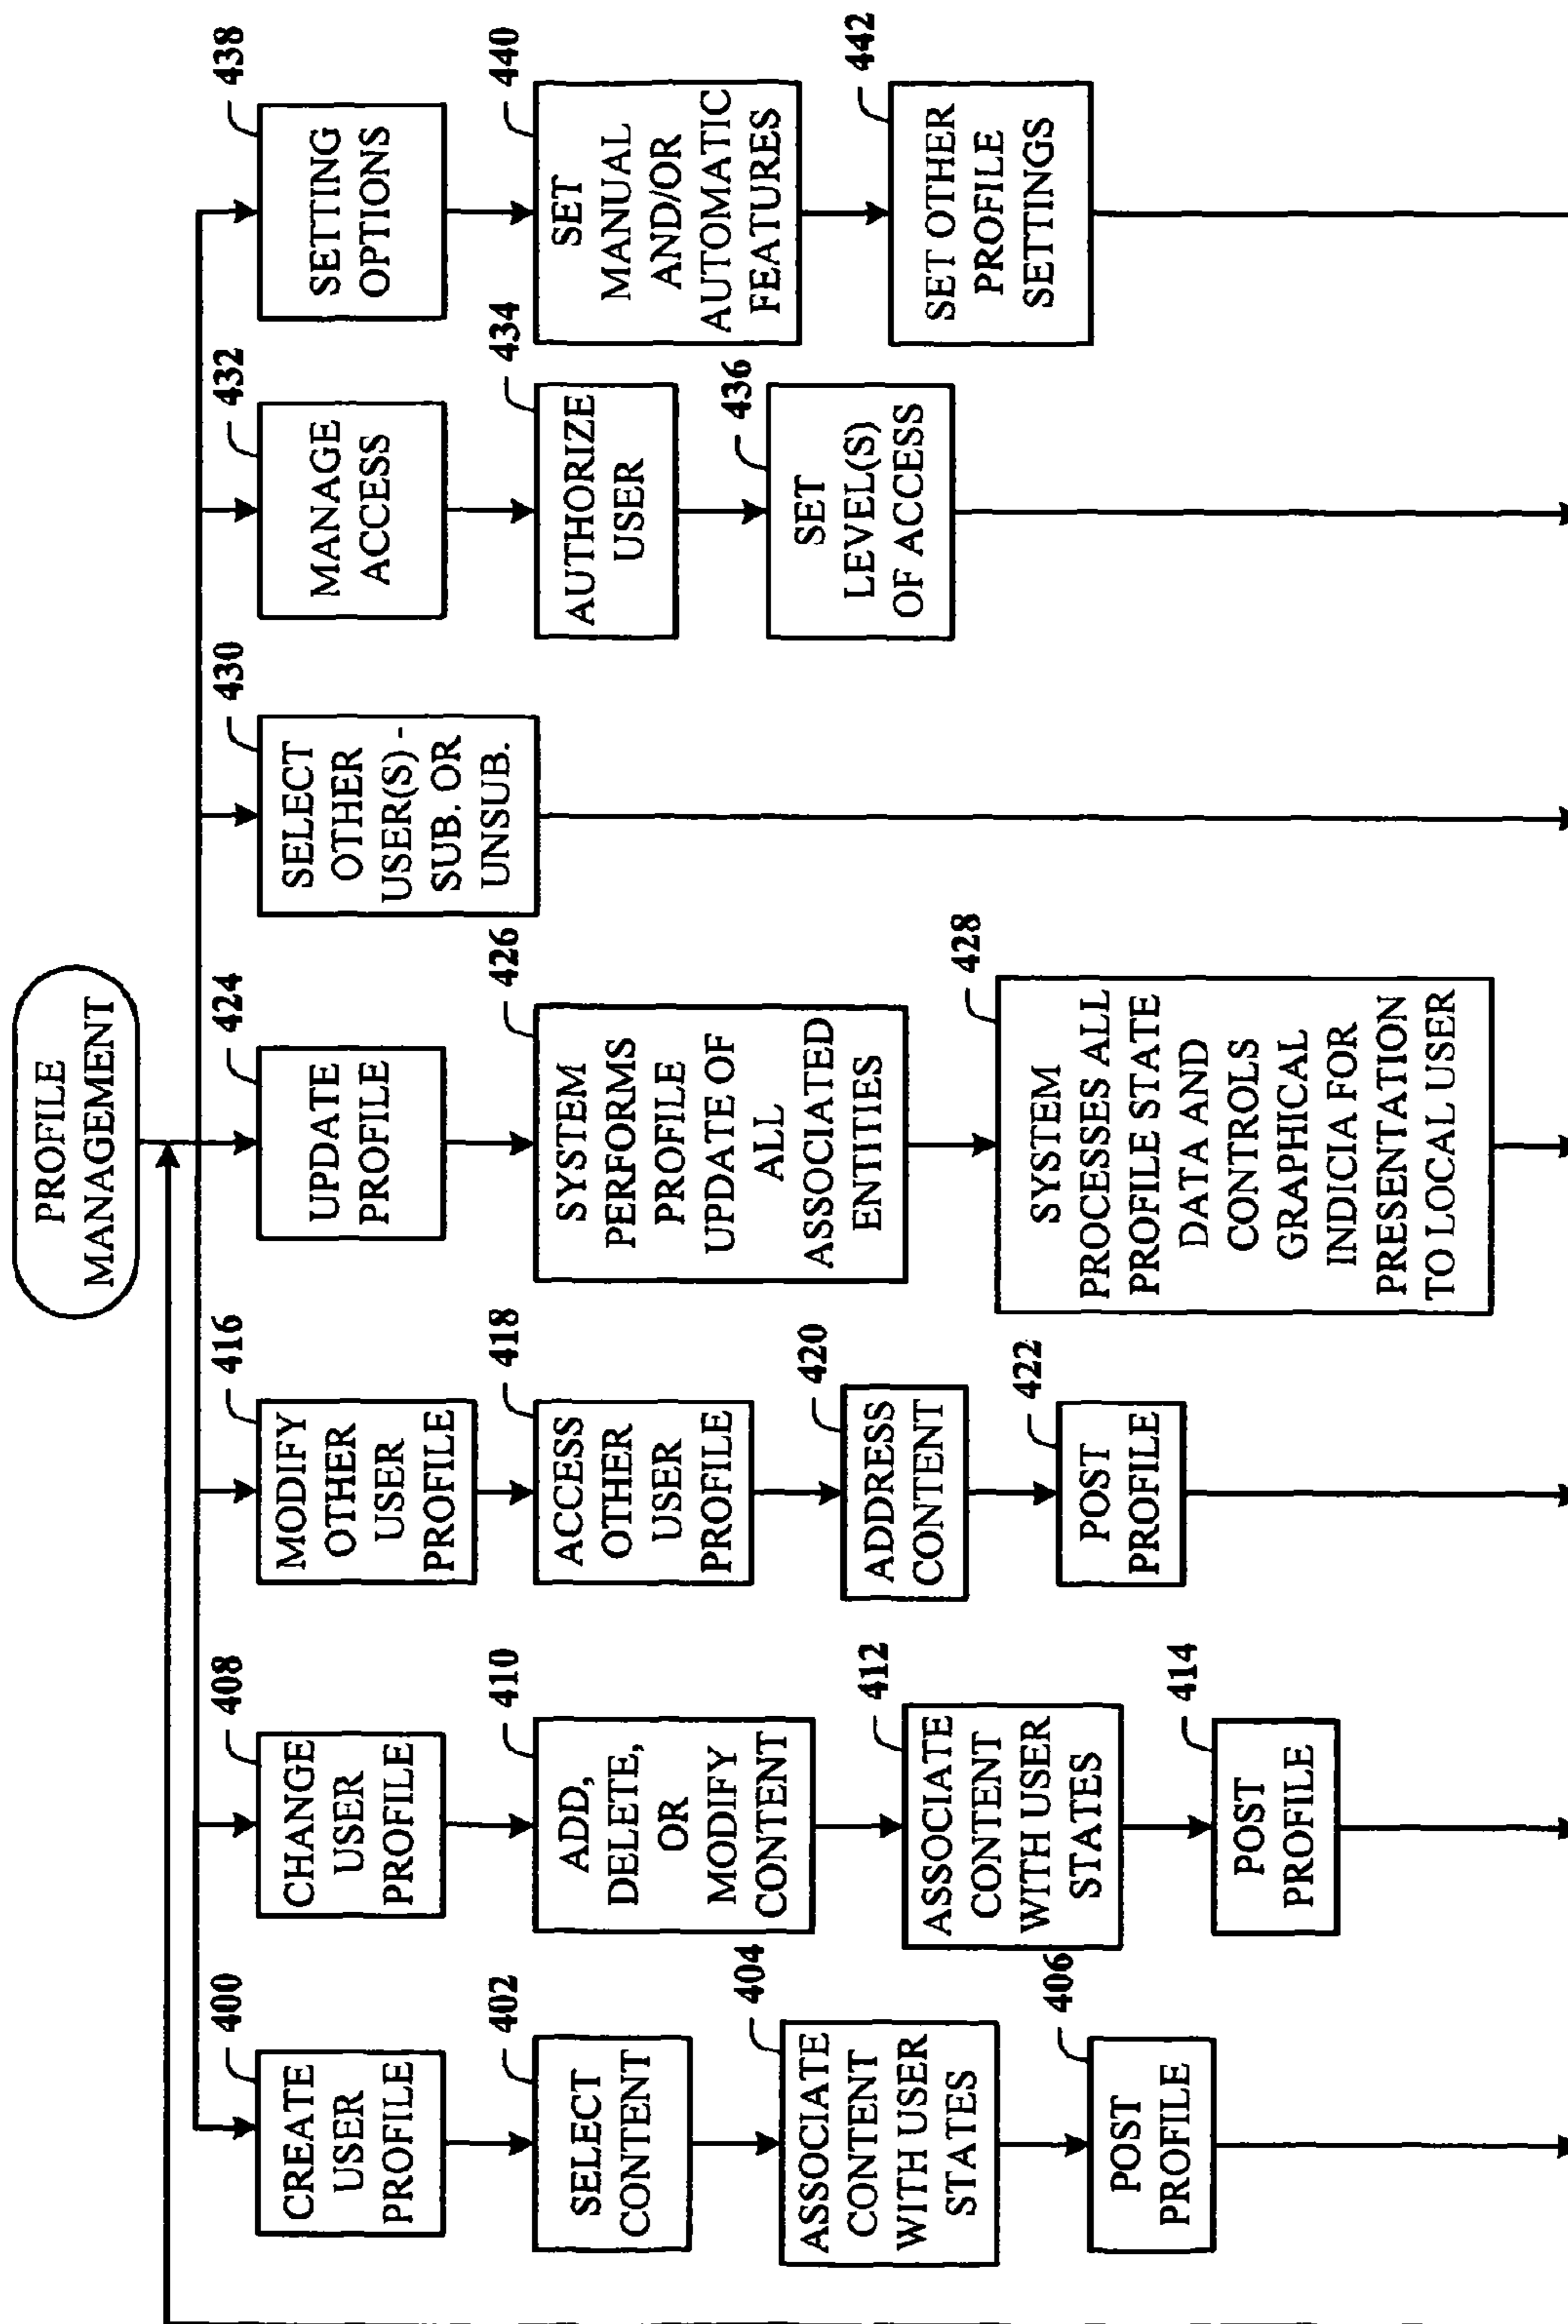 PROFILE
MANAGEMENT
400
CREATE
USER
PROFILE
402
SELECT
CONTENT
404
ASSOCIATE
CONTENT
WITH USER
STATES
406
POST
PROFILE
408
CHANGE
USER
PROFILE
410
ADD,
DELETE,
OR
MODIFY
CONTENT
412
ASSOCIATE
CONTENT
WITH USER
STATES
414
POST
PROFILE
416
MODIFY
OTHER
USER
PROFILE
418
ACCESS
OTHER
USER
PROFILE
420
ADDRESS
CONTENT
422
POST
PROFILE
424
UPDATE
PROFILE
426
SYSTEM
PERFORMS
PROFILE
UPDATE OF
ALL
ASSOCIATED
ENTITIES
428
SYSTEM
PROCESSES ALL
PROFILE STATE
DATA AND
CONTROLS
GRAPHICAL
INDICIA FOR
PRESENTATION
TO LOCAL USER
430
SELECT
OTHER
USER(S) -
SUB. OR
UNSUB.
432
MANAGE
ACCESS
434
AUTHORIZE
USER
436
SET
LEVEL(S)
OF ACCESS
438
SETTING
OPTIONS
440
SET
MANUAL
AND/OR
AUTOMATIC
FEATURES
442
SET OTHER
PROFILE
SETTINGS